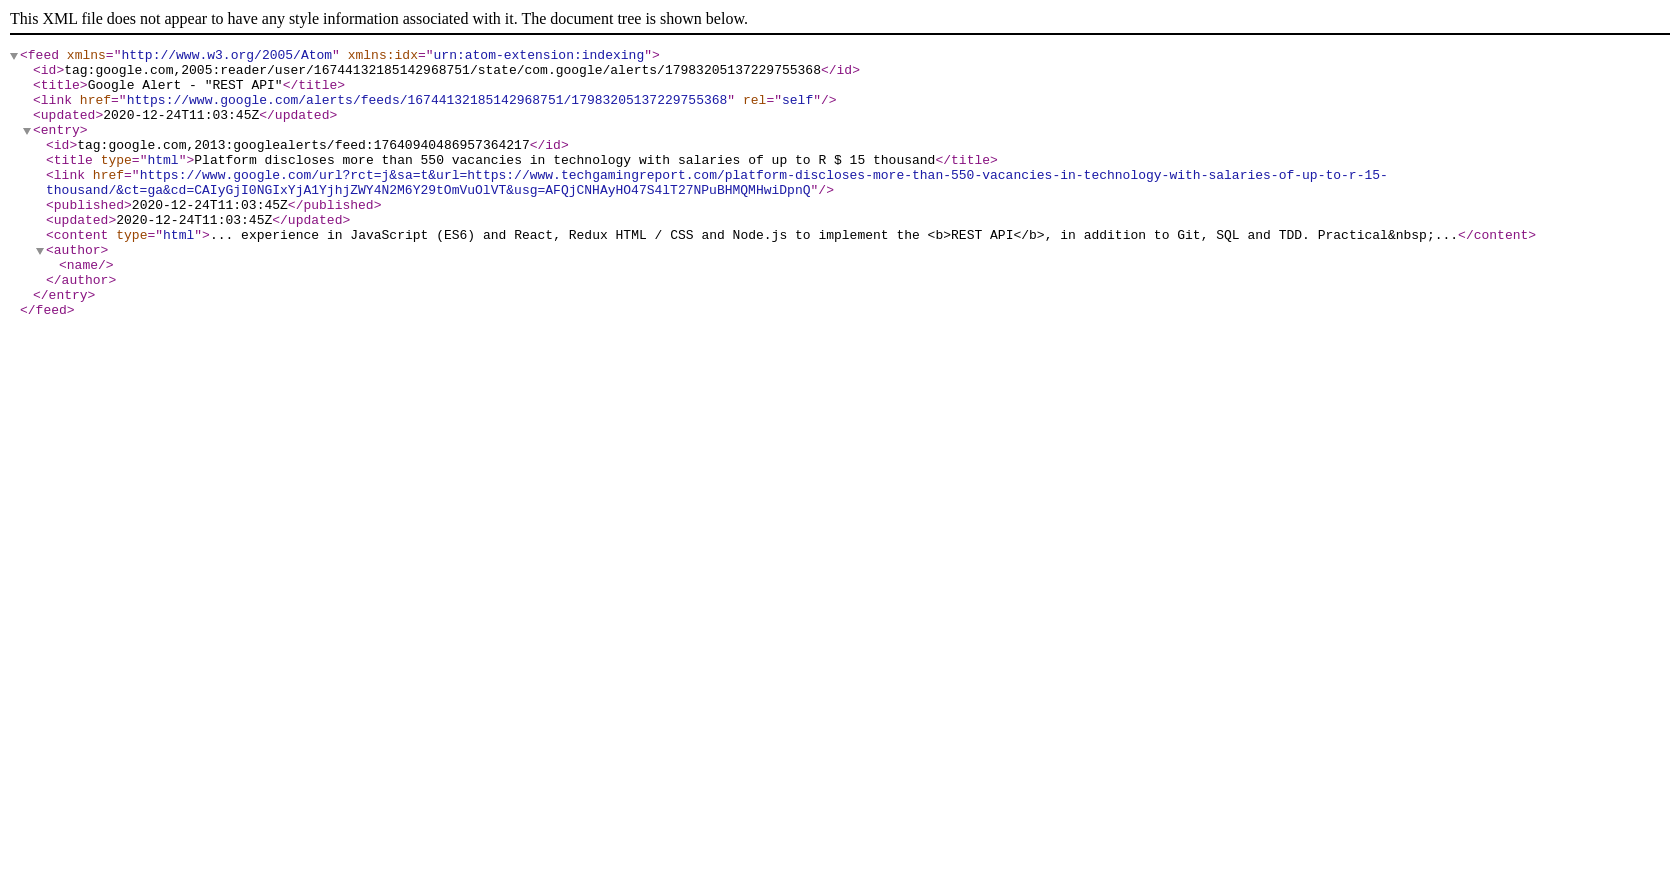 This XML file does not appear to have any style information associated with it. The document tree is shown below.
<feed xmlns="http://www.w3.org/2005/Atom" xmlns:idx="urn:atom-extension:indexing">
<id>tag:google.com,2005:reader/user/16744132185142968751/state/com.google/alerts/17983205137229755368</id>
<title>Google Alert - "REST API"</title>
<link href="https://www.google.com/alerts/feeds/16744132185142968751/17983205137229755368" rel="self"/>
<updated>2020-12-24T11:03:45Z</updated>
<entry>
<id>tag:google.com,2013:googlealerts/feed:17640940486957364217</id>
<title type="html">Platform discloses more than 550 vacancies in technology with salaries of up to R $ 15 thousand</title>
<link href="https://www.google.com/url?rct=j&sa=t&url=https://www.techgamingreport.com/platform-discloses-more-than-550-vacancies-in-technology-with-salaries-of-up-to-r-15-
thousand/&ct=ga&cd=CAIyGjI0NGIxYjA1YjhjZWY4N2M6Y29tOmVuOlVT&usg=AFQjCNHAyHO47S4lT27NPuBHMQMHwiDpnQ"/>
<published>2020-12-24T11:03:45Z</published>
<updated>2020-12-24T11:03:45Z</updated>
<content type="html">... experience in JavaScript (ES6) and React, Redux HTML / CSS and Node.js to implement the <b>REST API</b>, in addition to Git, SQL and TDD. Practical&nbsp;...</content>
<author>
<name/>
</author>
</entry>
</feed>